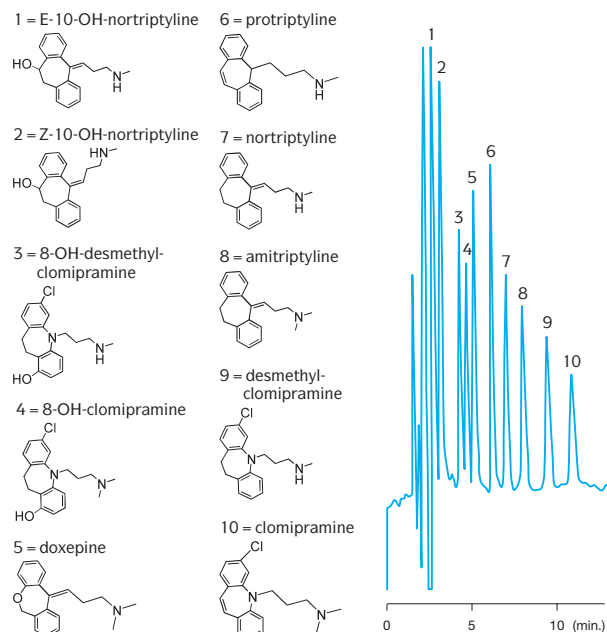 1 = E-10-OH-nortriptyline
HO
N
H
2 = Z-10-OH-nortriptyline
HN
HO
3 = 8-OH-desmethyl-
clomipramine
Cl
N
N
H
HO
4 = 8-OH-clomipramine
Cl
N
N
HO
5 = doxepine
O
N
6 = protriptyline
N
H
7 = nortriptyline
N
H
8 = amitriptyline
N
9 = desmethyl-
clomipramine
Cl
N
N
H
10 = clomipramine
Cl
N
N
1
2
3
4
5
6
7
8
9
10
0 5 10 (min.)